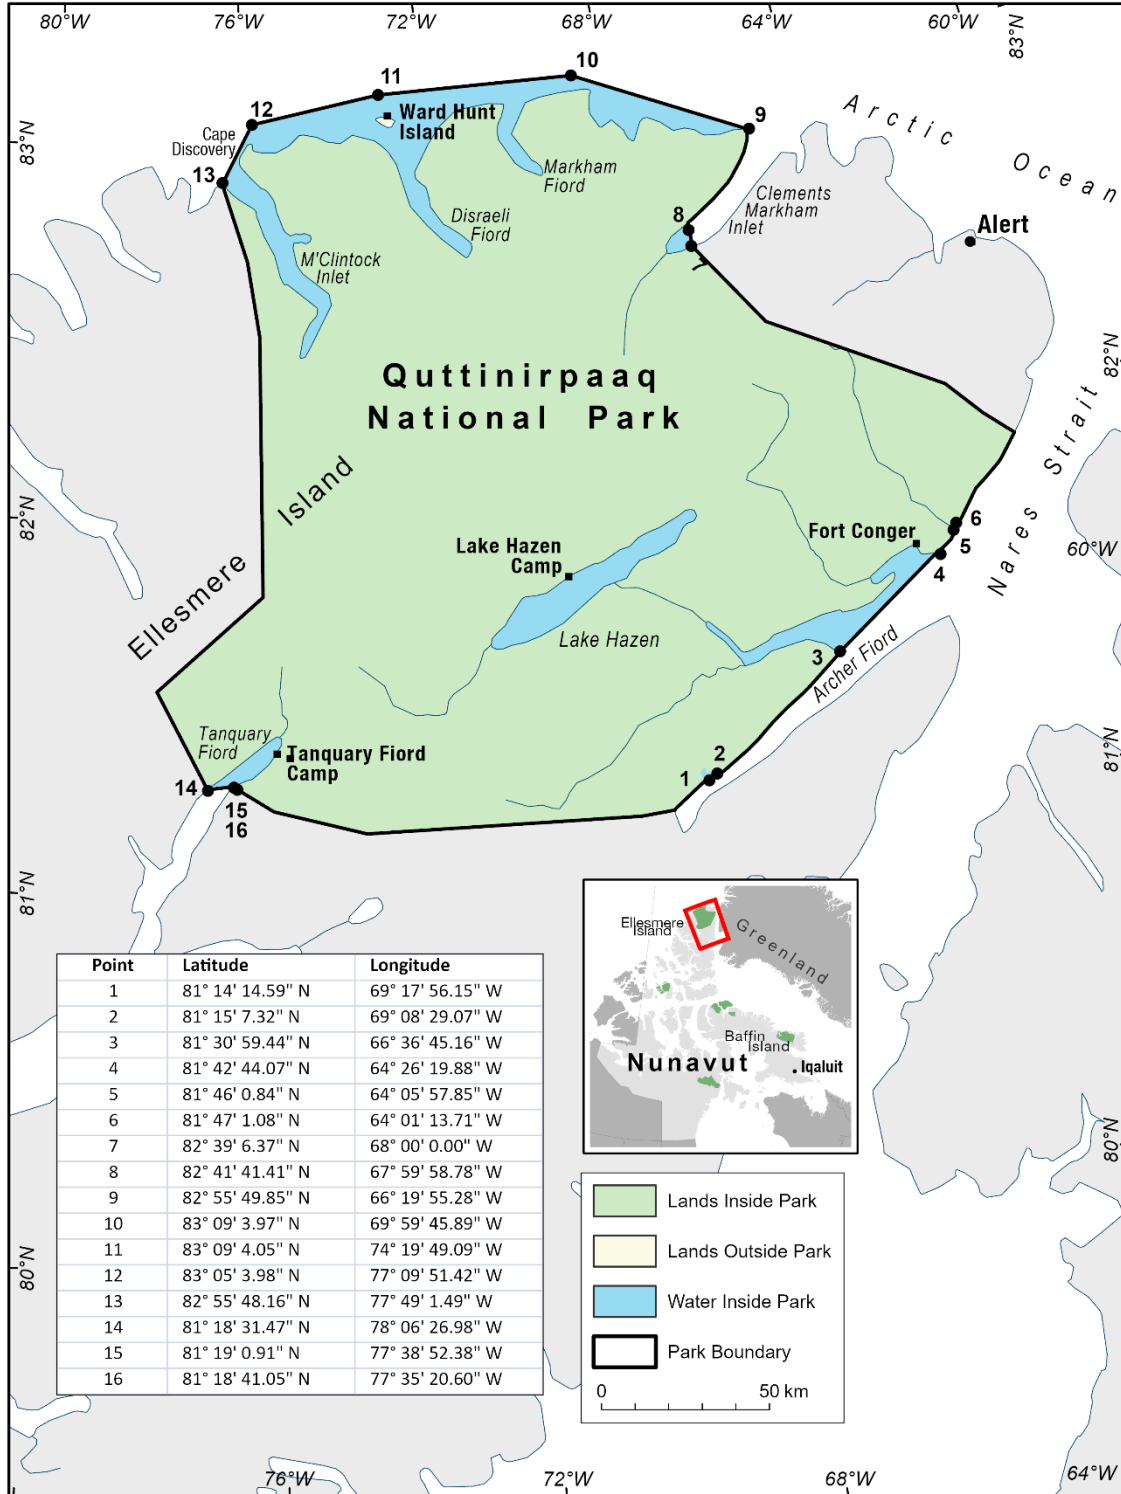 80°W
76°W
72°W
68°W
64°W
60°W
83°N
10
11
12
9
Ward Hunt
Island
Cape
Discovery
83°N
13
Arctic Ocean
Markham
Fiord
Clements
Markham
Inlet
Disraeli
Fiord
8
7
Alert
M'Clintock
Inlet
82°N
Quttinirpaaq
National Park
Nares Strait
Ellesmere Island
82°N
6
5
4
Fort Conger
60°W
Lake Hazen
Camp
Lake Hazen
3
Archer Fiord
Tanquary
Fiord
Tanquary Fiord
Camp
81°N
2
1
14
15
16
81°N
Ellesmere
Island
Greenland
Baffin
Island
Nunavut
Iqaluit
80°N
Point Latitude Longitude
1 81° 14' 14.59" N 69° 17' 56.15" W
2 81° 15' 7.32" N 69° 08' 29.07" W
3 81° 30' 59.44" N 66° 36' 45.16" W
4 81° 42' 44.07" N 64° 26' 19.88" W
5 81° 46' 0.84" N 64° 05' 57.85" W
6 81° 47' 1.08" N 64° 01' 13.71" W
7 82° 39' 6.37" N 68° 00' 0.00" W
8 82° 41' 41.41" N 67° 59' 58.78" W
9 82° 55' 49.85" N 66° 19' 55.28" W
10 83° 09' 3.97" N 69° 59' 45.89" W
11 83° 09' 4.05" N 74° 19' 49.09" W
12 83° 05' 3.98" N 77° 09' 51.42" W
13 82° 55' 48.16" N 77° 49' 1.49" W
14 81° 18' 31.47" N 78° 06' 26.98" W
15 81° 19' 0.91" N 77° 38' 52.38" W
16 81° 18' 41.05" N 77° 35' 20.60" W
80°N
Lands Inside Park
Lands Outside Park
Water Inside Park
Park Boundary
0 50 km
76°W
72°W
68°W
64°W